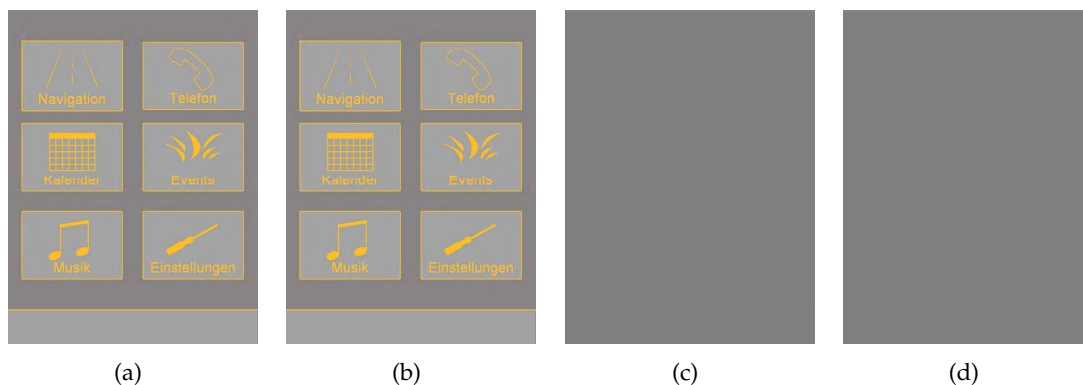 Navigation Telefon Navigation Telefon
Kalender Events Kalender Events
Musik Einstellungen Musik Einstellungen
(a) (b) (c) (d)